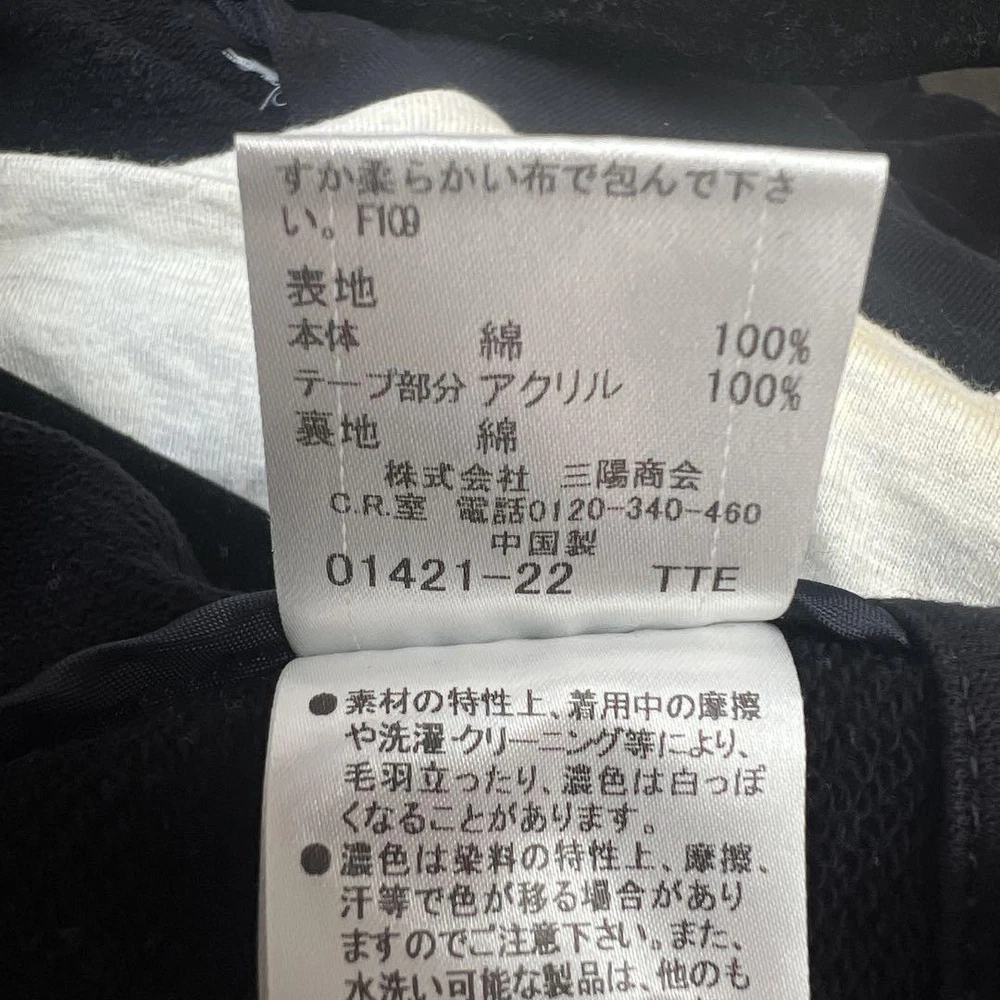 すか柔らかい布で包んで下さ
い。F109
表地
本体 綿 100%
テープ部分 アクリル 100%
裏地 綿
株式会社 三陽商会
C.R.室 電話0120-340-460
中国製
01421-22 TTE
●素材の特性上、着用中の摩擦
や洗濯・クリーニング等により、
毛羽立ったり、濃色は白っぽ
くなることがあります。
●濃色は染料の特性上、摩擦、
汗等で色が移る場合があり
ますのでご注意下さい。また、
水洗い可能な製品は、他のも